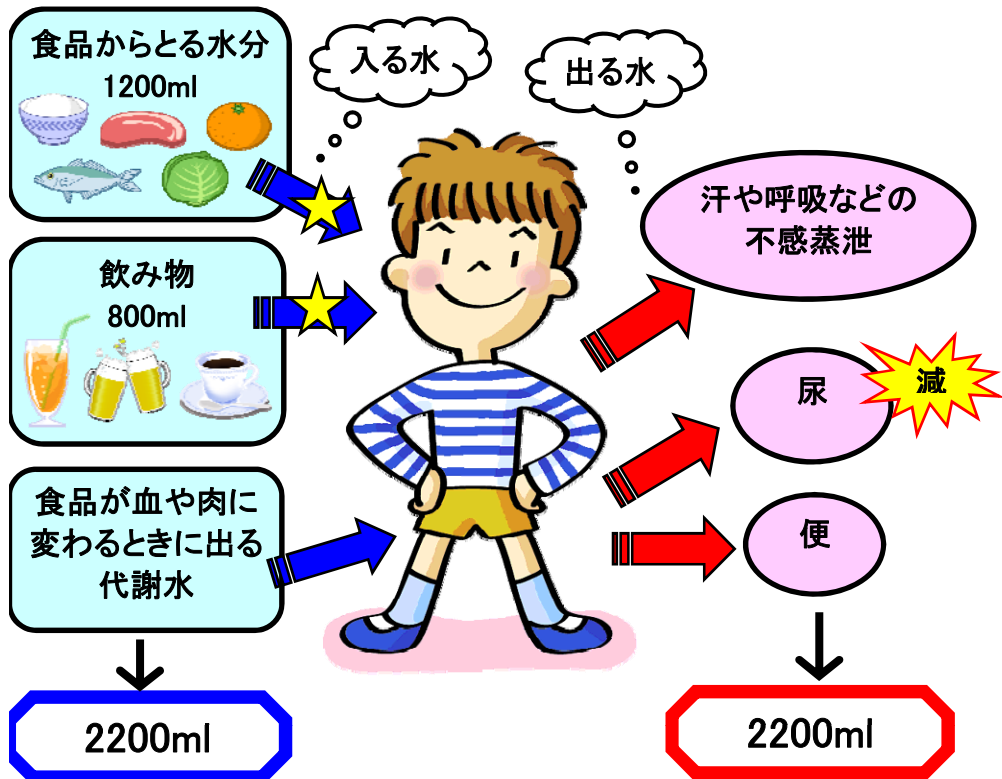 食品からとる水分
1200ml
入る水
出る水
飲み物
800ml
食品が血や肉に
変わるときに出る
代謝水
2200ml
汗や呼吸などの
不感蒸泄
尿
減
便
2200ml